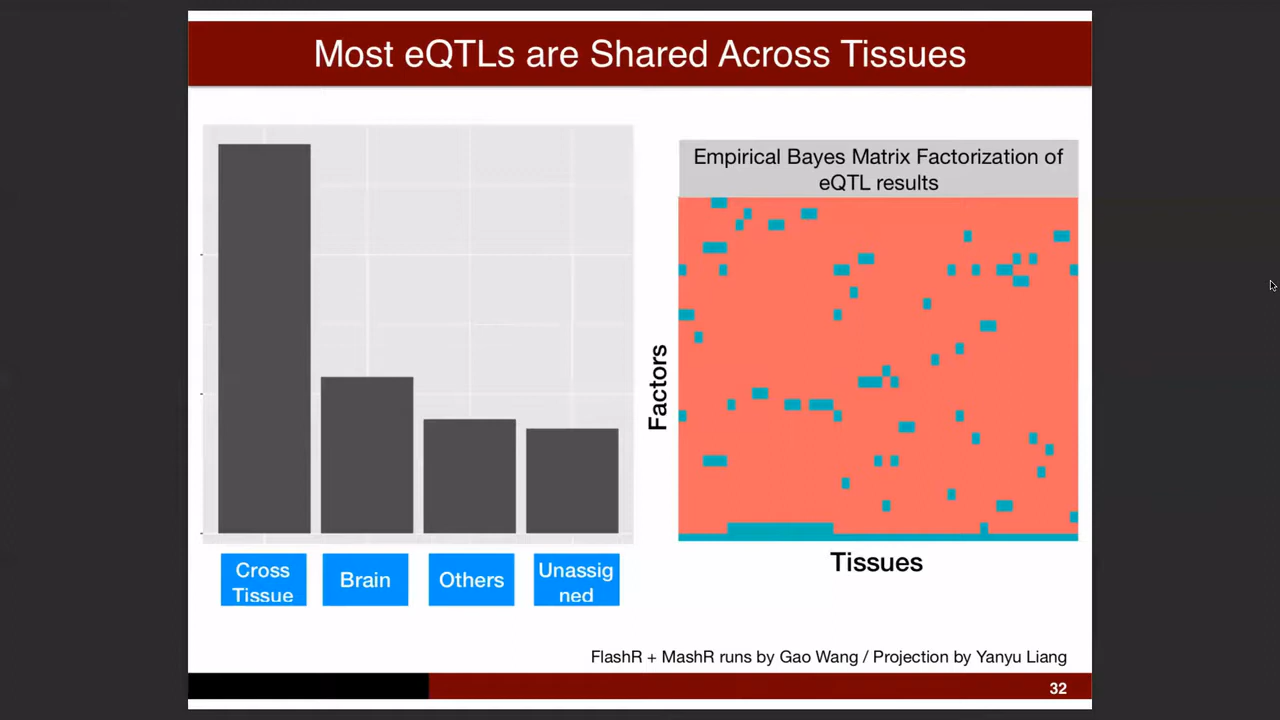 Most eQTLs are Shared Across Tissues
Empirical Bayes Matrix Factorization of
eQTL results
Factors
Tissues
Cross
Tissue
Brain
Others
Unassig
ned
FlashR + MashR runs by Gao Wang / Projection by Yanyu Liang
32